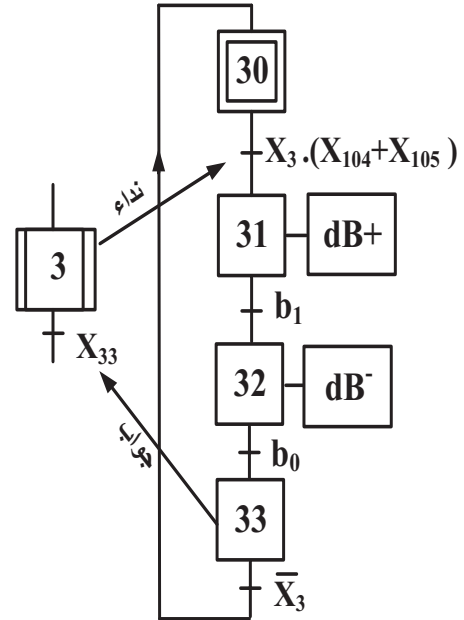 30
X₃.(X₁₀₄+X₁₀₅)
نداء
31
dB+
3
b₁
X₃₃
32
dB⁻
جواب
b₀
33
X̅₃